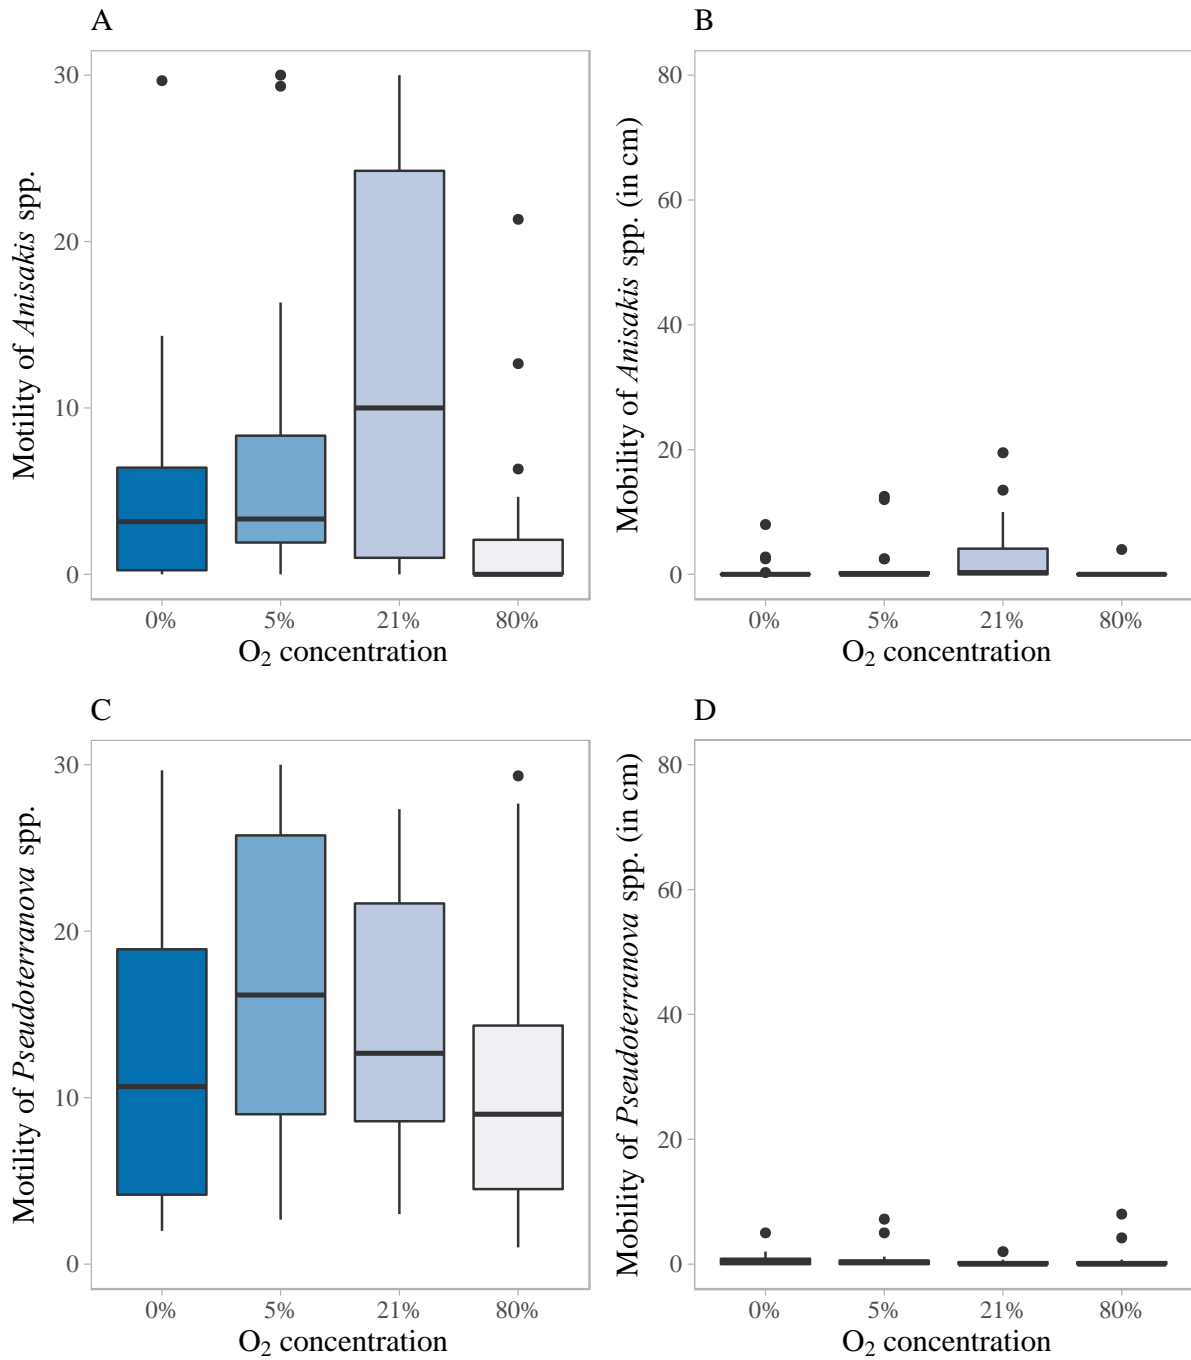 A
Motility of Anisakis spp.
30
20
10
0
0% 5% 21% 80%
O₂ concentration
B
Mobility of Anisakis spp. (in cm)
80
60
40
20
0
0% 5% 21% 80%
O₂ concentration
C
Motility of Pseudoterranova spp.
30
20
10
0
0% 5% 21% 80%
O₂ concentration
D
Mobility of Pseudoterranova spp. (in cm)
80
60
40
20
0
0% 5% 21% 80%
O₂ concentration